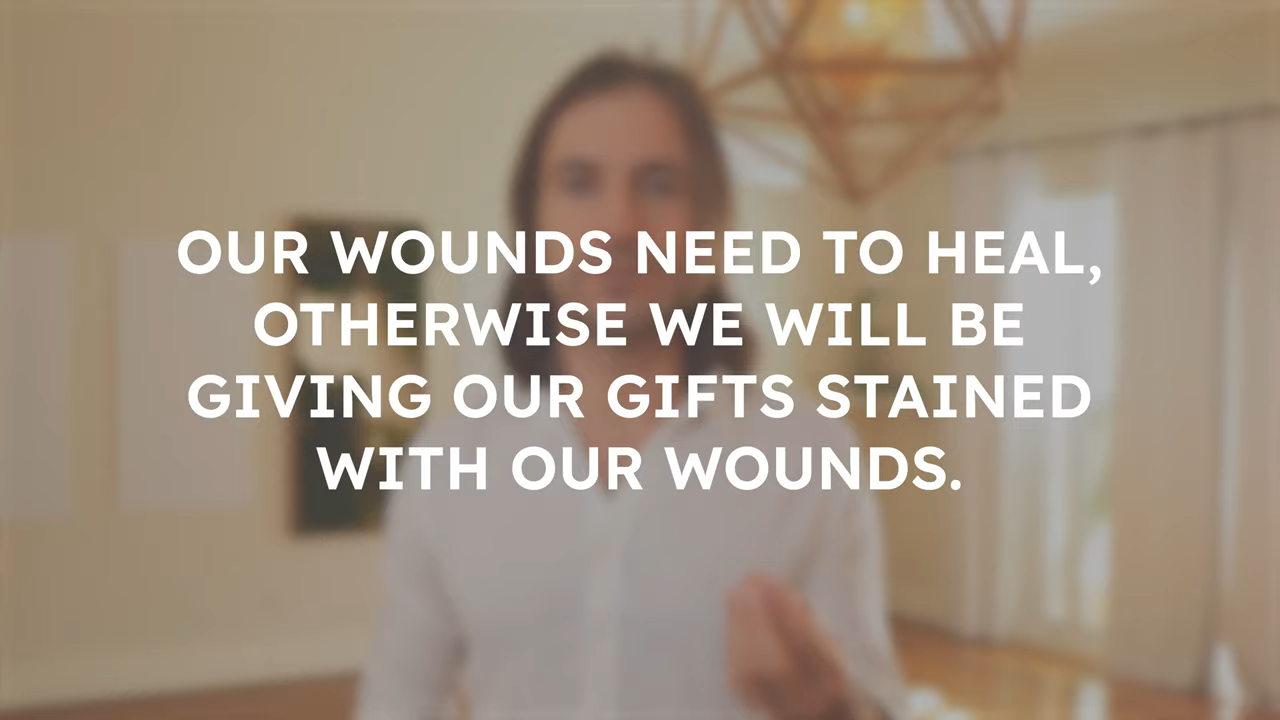 OUR WOUNDS NEED TO HEAL,
OTHERWISE WE WILL BE
GIVING OUR GIFTS STAINED
WITH OUR WOUNDS.